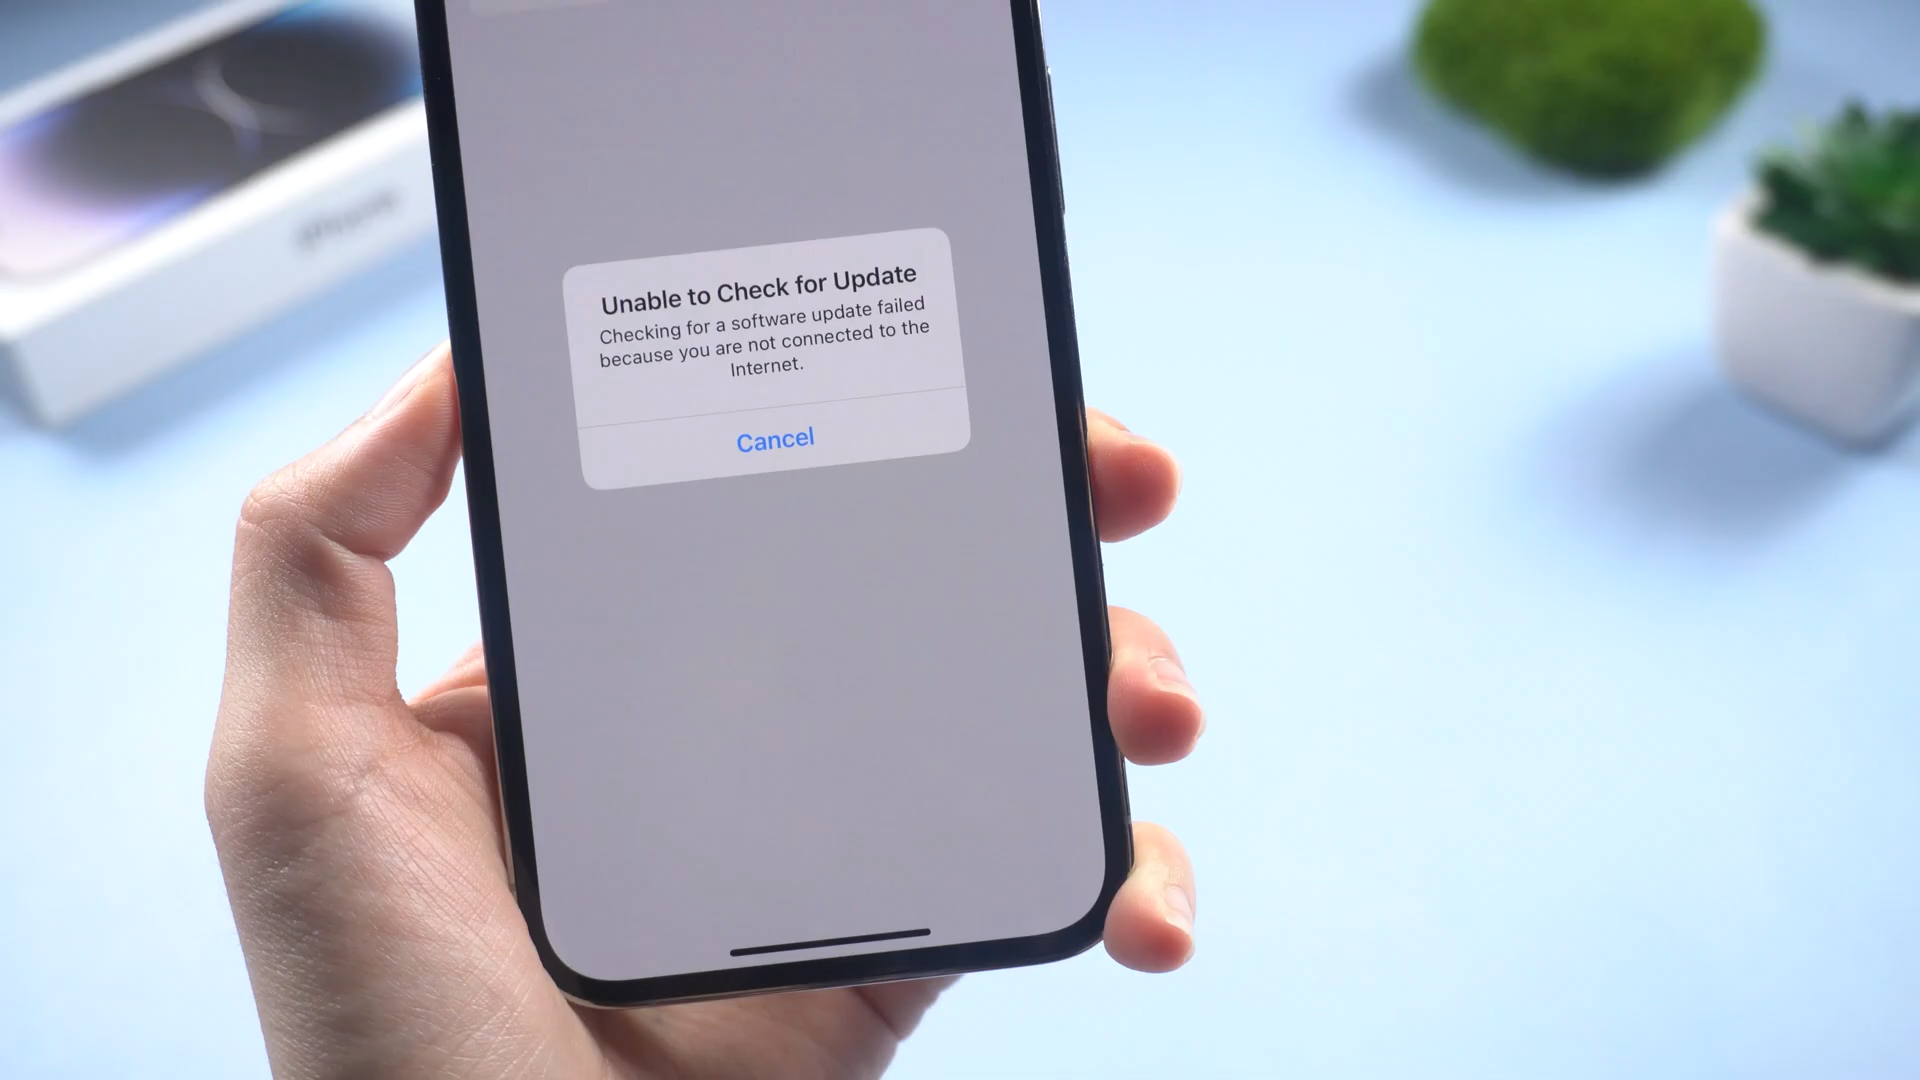 iPhone
Unable to Check for Update
Checking for a software update failed
because you are not connected to the
Internet.
Cancel